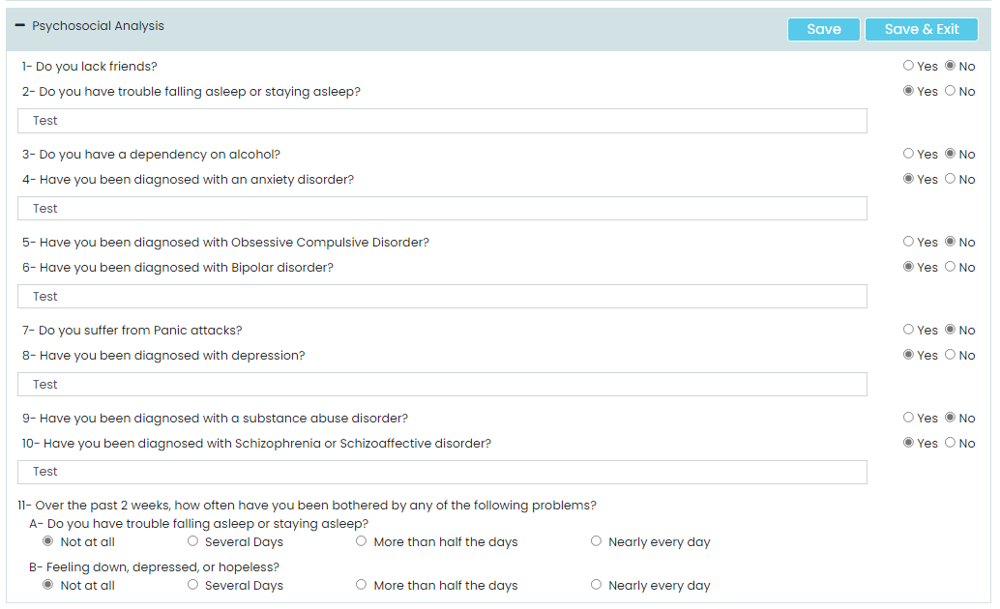 Psychosocial Analysis Save Save & Exit
1- Do you lack friends? Yes No
2- Do you have trouble falling asleep or staying asleep? Yes No
Test
3- Do you have a dependency on alcohol? Yes No
4- Have you been diagnosed with an anxiety disorder? Yes No
Test
5- Have you been diagnosed with Obsessive Compulsive Disorder? Yes No
6- Have you been diagnosed with Bipolar disorder? Yes No
Test
7- Do you suffer from Panic attacks? Yes No
8- Have you been diagnosed with depression? Yes No
Test
9- Have you been diagnosed with a substance abuse disorder? Yes No
10- Have you been diagnosed with Schizophrenia or Schizoaffective disorder? Yes No
Test
11- Over the past 2 weeks, how often have you been bothered by any of the following problems?
A- Do you have trouble falling asleep or staying asleep?
Not at all Several Days More than half the days Nearly every day
B- Feeling down, depressed, or hopeless?
Not at all Several Days More than half the days Nearly every day